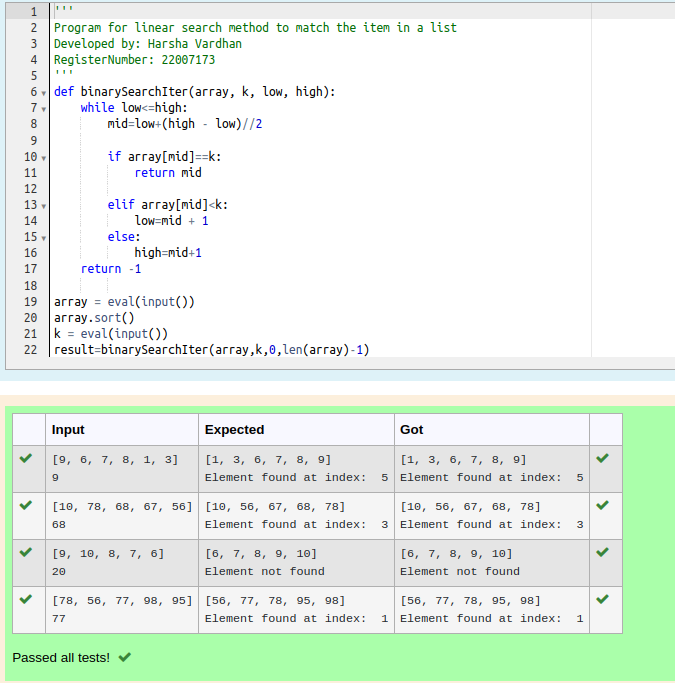 1 '''
2 Program for linear search method to match the item in a list
3 Developed by: Harsha Vardhan
4 RegisterNumber: 22007173
5 '''
6 def binarySearchIter(array, k, low, high):
7     while low<=high:
8         mid=low+(high - low)//2
9
10         if array[mid]==k:
11             return mid
12
13         elif array[mid]<k:
14             low=mid + 1
15         else:
16             high=mid+1
17     return -1
18
19 array = eval(input())
20 array.sort()
21 k = eval(input())
22 result=binarySearchIter(array,k,0,len(array)-1)
Input Expected Got
[9, 6, 7, 8, 1, 3] [1, 3, 6, 7, 8, 9] [1, 3, 6, 7, 8, 9]
9 Element found at index:  5 Element found at index:  5
[10, 78, 68, 67, 56] [10, 56, 67, 68, 78] [10, 56, 67, 68, 78]
68 Element found at index:  3 Element found at index:  3
[9, 10, 8, 7, 6] [6, 7, 8, 9, 10] [6, 7, 8, 9, 10]
20 Element not found Element not found
[78, 56, 77, 98, 95] [56, 77, 78, 95, 98] [56, 77, 78, 95, 98]
77 Element found at index:  1 Element found at index:  1
Passed all tests!